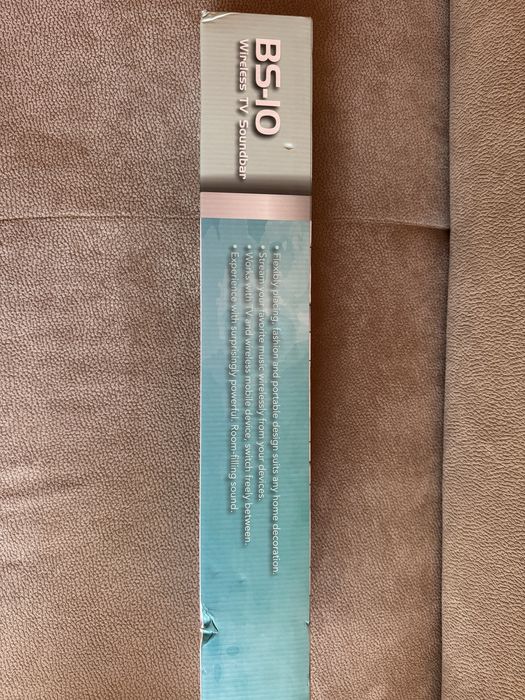 BS-10
Wireless TV Soundbar
• Flexibly placing, fashion and portable design suits any home decoration.
• Stream your favorite music wirelessly from your devices.
• Works with TV and wireless mobile device, switch freely between.
• Experience with surprisingly powerful. Room-filling sound.